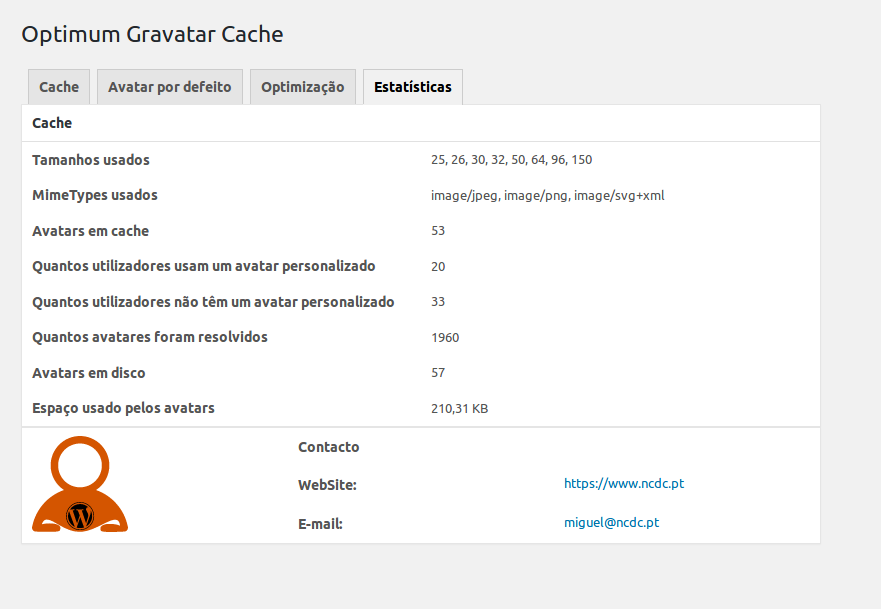 Optimum Gravatar Cache
Cache Avatar por defeito Optimização Estatísticas
Cache
Tamanhos usados 25, 26, 30, 32, 50, 64, 96, 150
MimeTypes usados image/jpeg, image/png, image/svg+xml
Avatars em cache 53
Quantos utilizadores usam um avatar personalizado 20
Quantos utilizadores não têm um avatar personalizado 33
Quantos avatares foram resolvidos 1960
Avatars em disco 57
Espaço usado pelos avatars 210,31 KB
Contacto
WebSite: https://www.ncdc.pt
E-mail: miguel@ncdc.pt